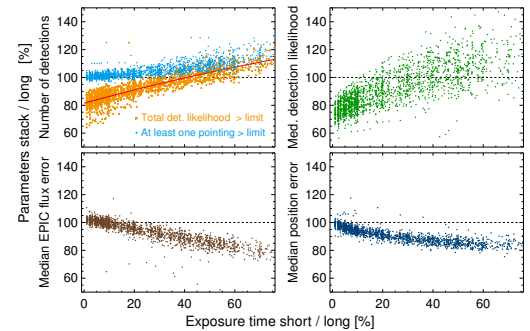 Parameters stack / long [%]
Number of detections
140
120
100
80
60
Total det. likelihood > limit
At least one pointing > limit
Med. detection likelihood
140
120
100
80
60
Median EPIC flux error
140
120
100
80
60
0 20 40 60
Median position error
140
120
100
80
60
0 20 40 60
Exposure time short / long [%]